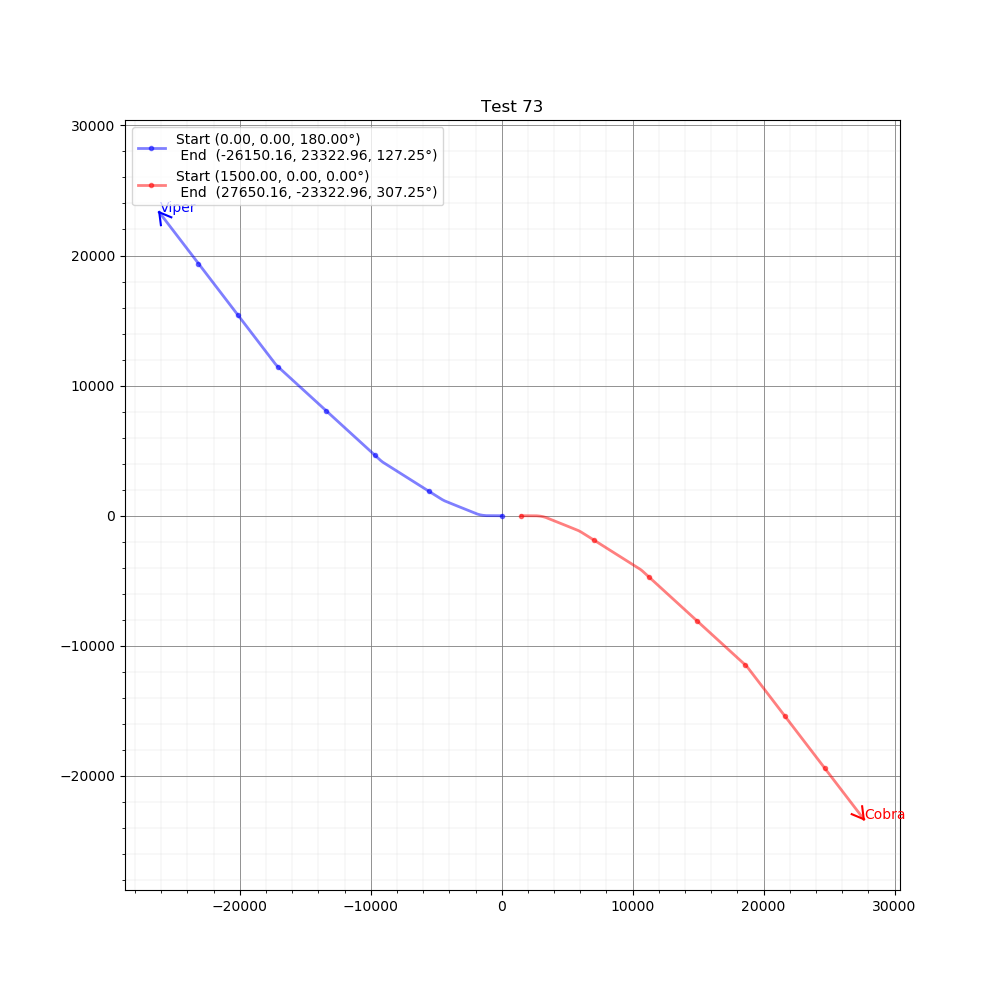 Test 73
30000
20000
10000
0
−10000
−20000
Start (0.00, 0.00, 180.00°)
End (-26150.16, 23322.96, 127.25°)
Start (1500.00, 0.00, 0.00°)
End (27650.16, -23322.96, 307.25°)
Viper
Cobra
−20000
−10000
0
10000
20000
30000